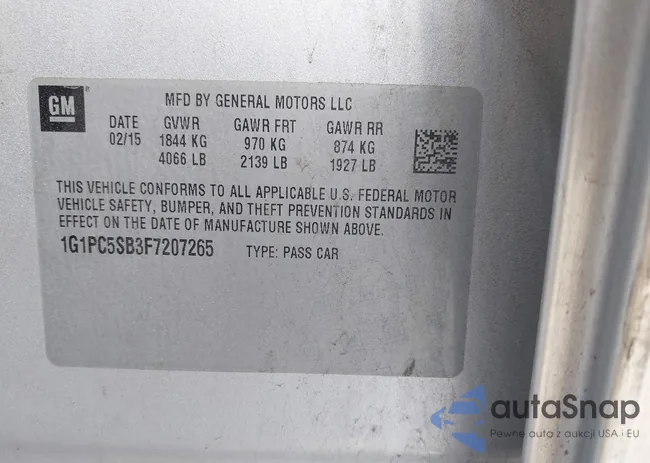 GM
MFD BY GENERAL MOTORS LLC
DATE GVWR GAWR FRT GAWR RR
02/15 1844 KG 970 KG 874 KG
4066 LB 2139 LB 1927 LB
THIS VEHICLE CONFORMS TO ALL APPLICABLE U.S. FEDERAL MOTOR
VEHICLE SAFETY, BUMPER, AND THEFT PREVENTION STANDARDS IN
EFFECT ON THE DATE OF MANUFACTURE SHOWN ABOVE.
1G1PC5SB3F7207265 TYPE: PASS CAR
autaSnap
Pewne auta z aukcji USA i EU